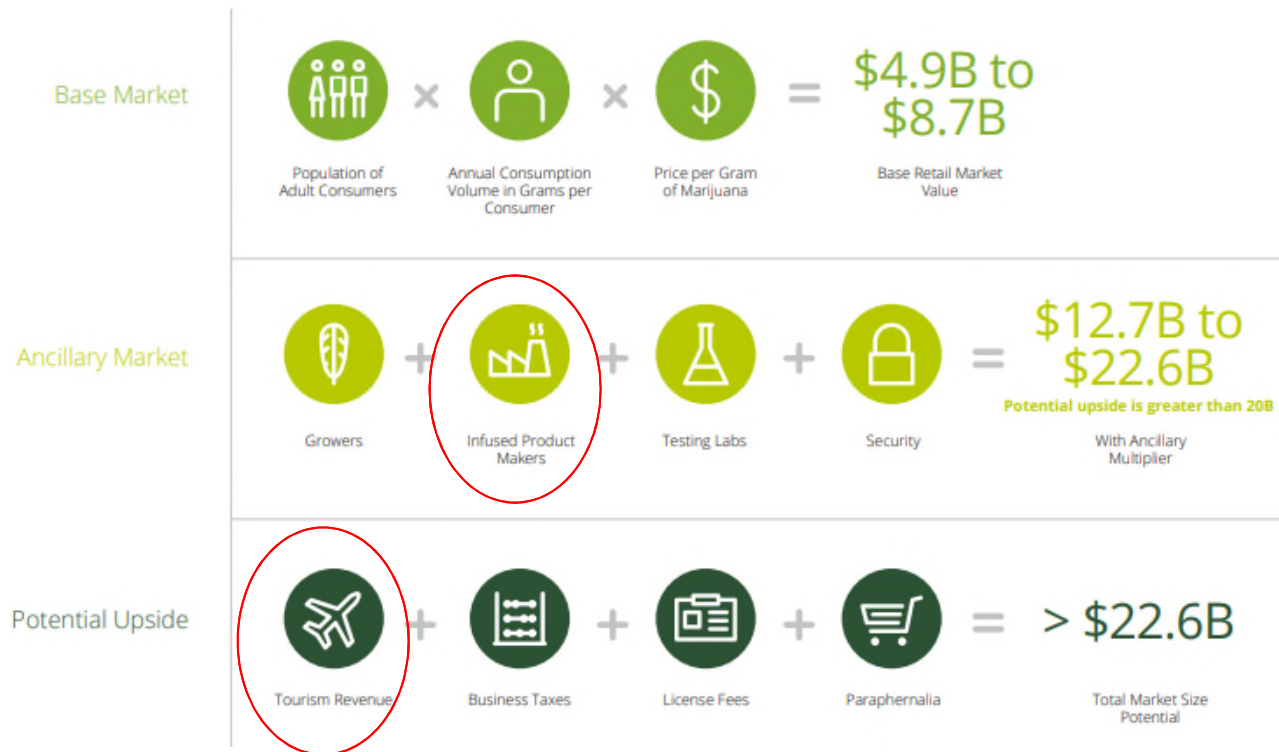 Base Market
×
×
$
=
$4.9B to
$8.7B
Population of
Adult Consumers
Annual Consumption
Volume in Grams per
Consumer
Price per Gram
of Marijuana
Base Retail Market
Value
Ancillary Market
+
+
+
=
$12.7B to
$22.6B
Potential upside is greater than 20B
Growers
Infused Product
Makers
Testing Labs
Security
With Ancillary
Multiplier
Potential Upside
+
+
+
=
> $22.6B
Tourism Revenue
Business Taxes
License Fees
Paraphernalia
Total Market Size
Potential